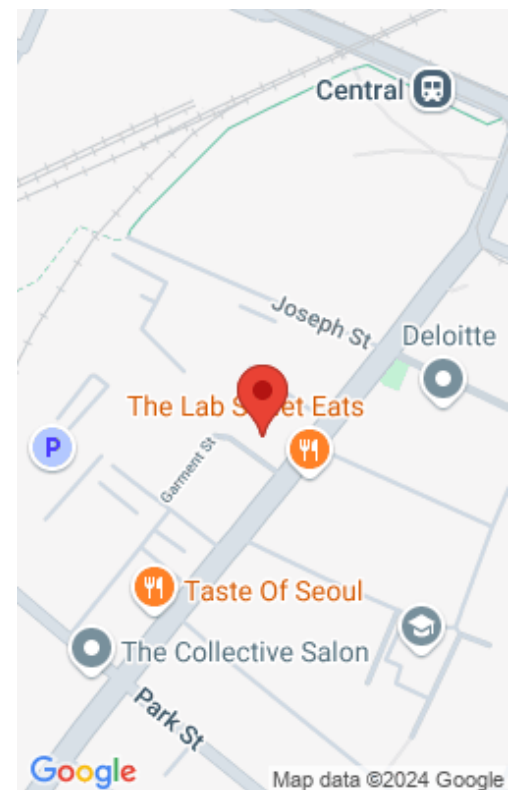 Central
Joseph St
Deloitte
The Lab Street Eats
P
Garment St
Taste Of Seoul
The Collective Salon
Park St
Google
Map data ©2024 Google